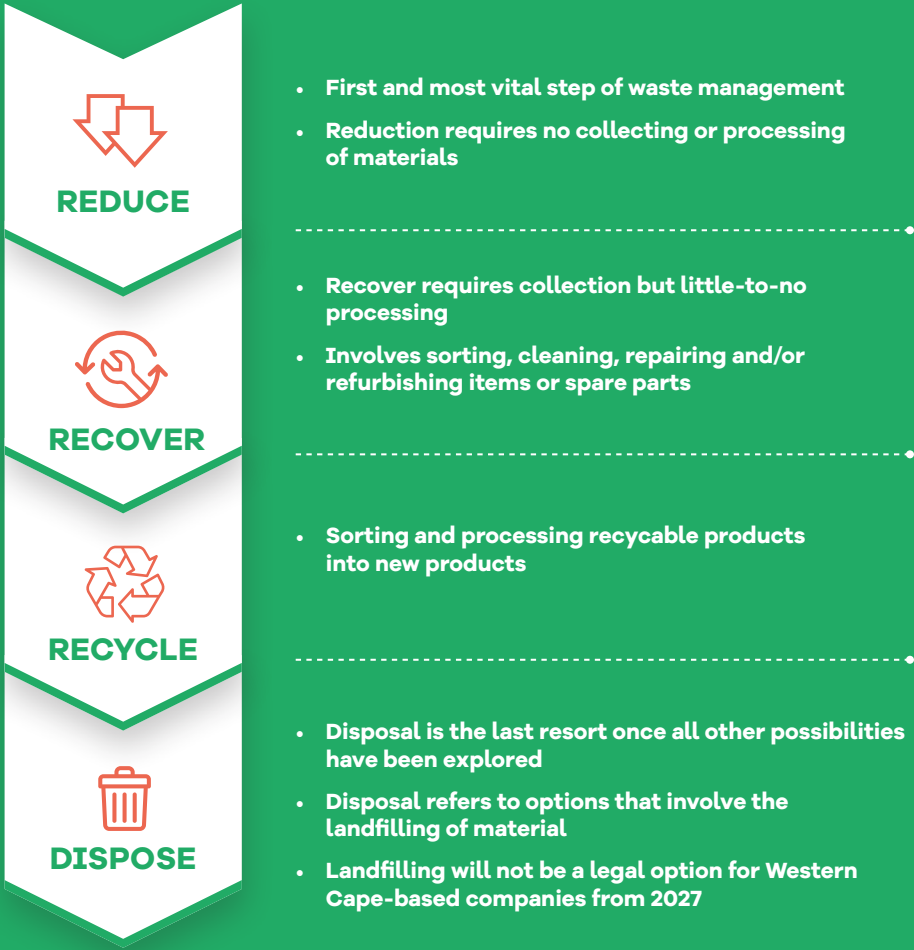 REDUCE
• First and most vital step of waste management
• Reduction requires no collecting or processing
of materials
RECOVER
• Recover requires collection but little-to-no
processing
• Involves sorting, cleaning, repairing and/or
refurbishing items or spare parts
RECYCLE
• Sorting and processing recycable products
into new products
DISPOSE
• Disposal is the last resort once all other possibilities
have been explored
• Disposal refers to options that involve the
landfilling of material
• Landfilling will not be a legal option for Western
Cape-based companies from 2027